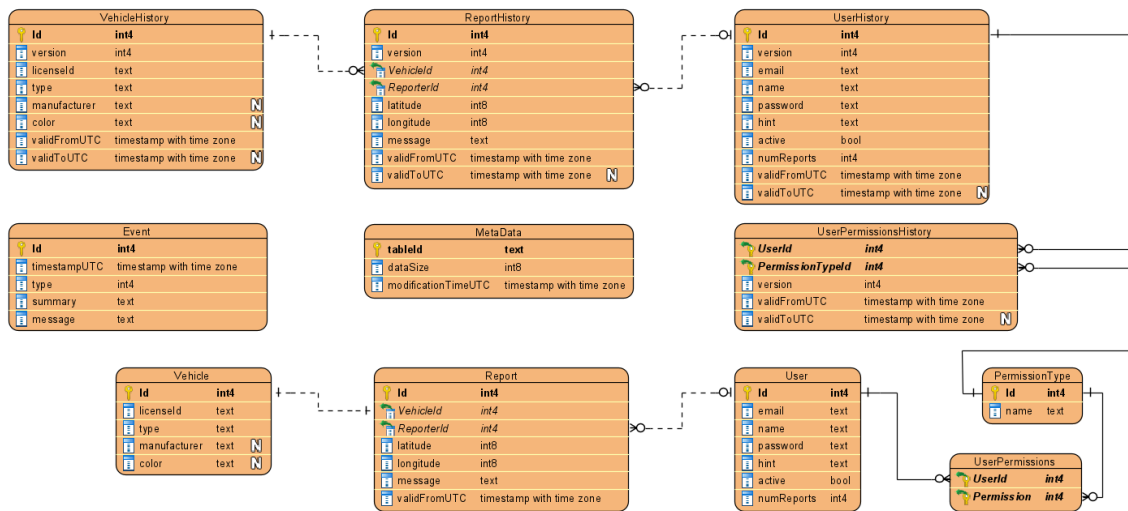 VehicleHistory
Id int4
version int4
licenseId text
type text
manufacturer text N
color text N
validFromUTC timestamp with time zone
validToUTC timestamp with time zone N
ReportHistory
Id int4
version int4
VehicleId int4
ReporterId int4
latitude int8
longitude int8
message text
validFromUTC timestamp with time zone
validToUTC timestamp with time zone N
UserHistory
Id int4
version int4
email text
name text
password text
hint text
active bool
numReports int4
validFromUTC timestamp with time zone
validToUTC timestamp with time zone N
Event
Id int4
timestampUTC timestamp with time zone
type int4
summary text
message text
MetaData
tableId text
dataSize int8
modificationTimeUTC timestamp with time zone
UserPermissionsHistory
UserId int4
PermissionTypeId int4
version int4
validFromUTC timestamp with time zone
validToUTC timestamp with time zone N
Vehicle
Id int4
licenseId text
type text
manufacturer text N
color text N
Report
Id int4
VehicleId int4
ReporterId int4
latitude int8
longitude int8
message text
validFromUTC timestamp with time zone
User
Id int4
email text
name text
password text
hint text
active bool
numReports int4
PermissionType
Id int4
name text
UserPermissions
UserId int4
Permission int4